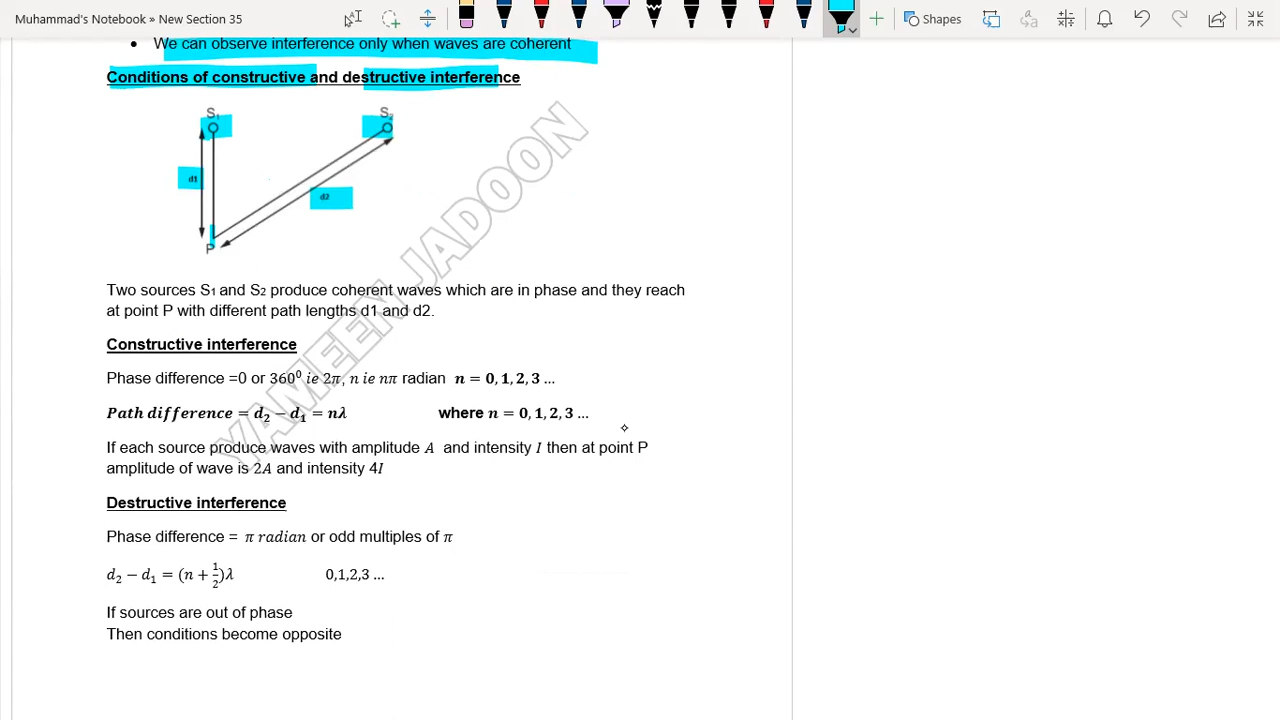 Muhammad's Notebook » New Section 35
Shapes
• We can observe interference only when waves are coherent
Conditions of constructive and destructive interference
S₁
S₂
d1
d2
P
Two sources S₁ and S₂ produce coherent waves which are in phase and they reach
at point P with different path lengths d1 and d2.
Constructive interference
Phase difference =0 or 360⁰ ie 2π, n ie nπ radian n = 0, 1, 2, 3 ...
Path difference = d₂ − d₁ = nλ where n = 0, 1, 2, 3 ...
If each source produce waves with amplitude A and intensity I then at point P
amplitude of wave is 2A and intensity 4I
Destructive interference
Phase difference = π radian or odd multiples of π
d₂ − d₁ = (n + 1/2)λ 0,1,2,3 ...
If sources are out of phase
Then conditions become opposite
YAMEEN JADOON